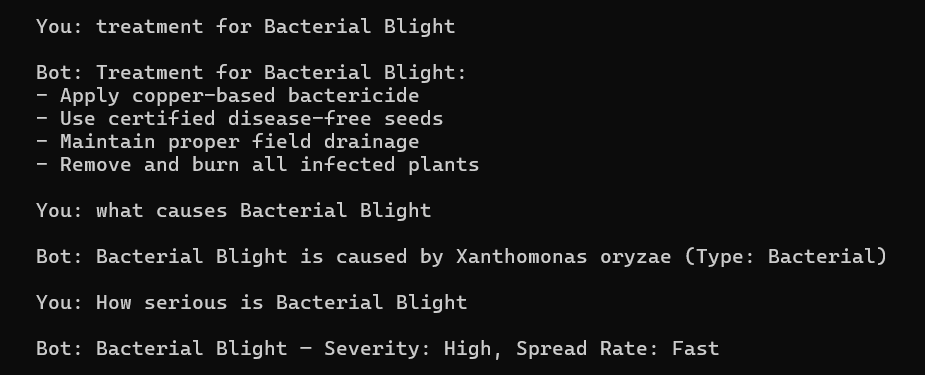 You: treatment for Bacterial Blight
Bot: Treatment for Bacterial Blight:
- Apply copper-based bactericide
- Use certified disease-free seeds
- Maintain proper field drainage
- Remove and burn all infected plants
You: what causes Bacterial Blight
Bot: Bacterial Blight is caused by Xanthomonas oryzae (Type: Bacterial)
You: How serious is Bacterial Blight
Bot: Bacterial Blight — Severity: High, Spread Rate: Fast